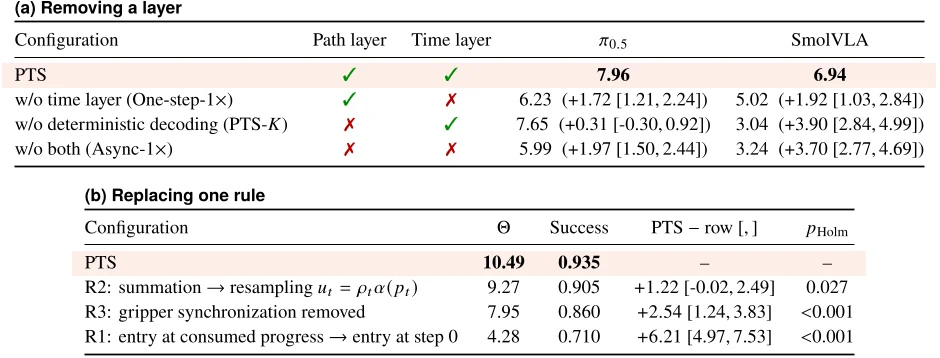 (a) Removing a layer
Configuration Path layer Time layer π0.5 SmolVLA
PTS ✓ ✓ 7.96 6.94
w/o time layer (One-step-1×) ✓ ✗ 6.23 (+1.72 [1.21, 2.24]) 5.02 (+1.92 [1.03, 2.84])
w/o deterministic decoding (PTS-K) ✗ ✓ 7.65 (+0.31 [-0.30, 0.92]) 3.04 (+3.90 [2.84, 4.99])
w/o both (Async-1×) ✗ ✗ 5.99 (+1.97 [1.50, 2.44]) 3.24 (+3.70 [2.77, 4.69])
(b) Replacing one rule
Configuration Θ Success PTS − row [, ] pHolm
PTS 10.49 0.935 – –
R2: summation → resampling ut = ρtα(pt) 9.27 0.905 +1.22 [-0.02, 2.49] 0.027
R3: gripper synchronization removed 7.95 0.860 +2.54 [1.24, 3.83] <0.001
R1: entry at consumed progress → entry at step 0 4.28 0.710 +6.21 [4.97, 7.53] <0.001